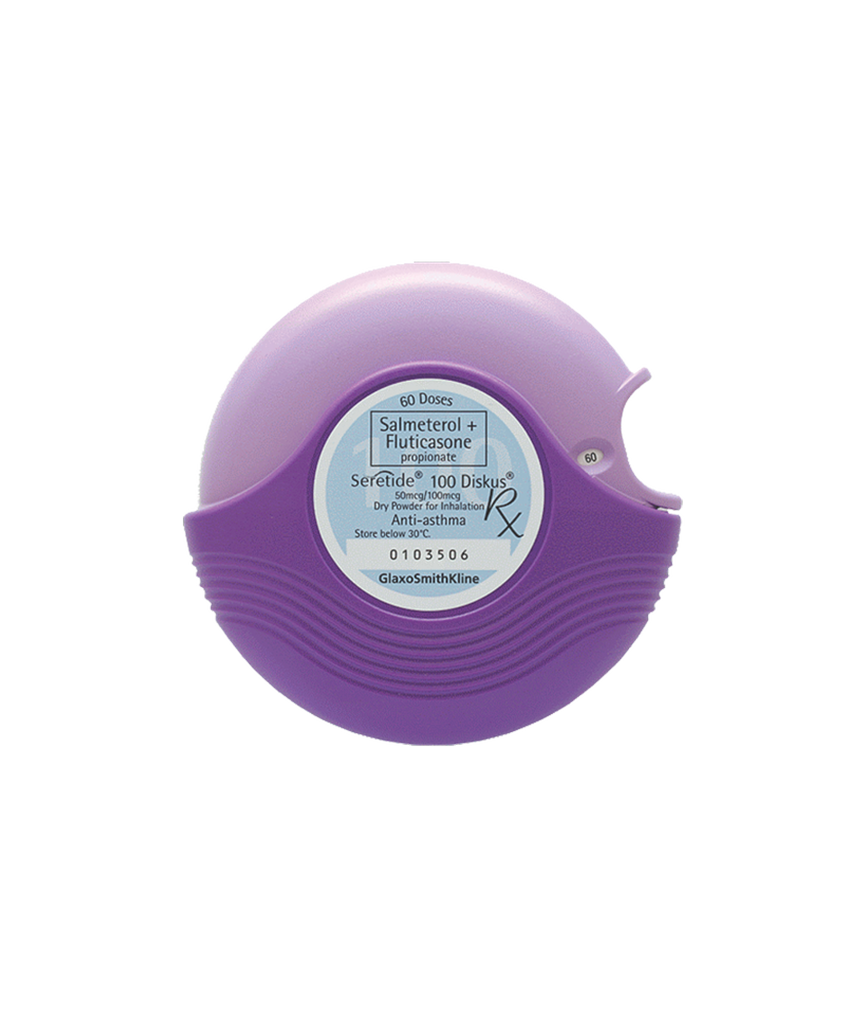 60 Doses
Salmeterol +
Fluticasone
propionate
Seretide® 100 Diskus®
50mcg/100mcg
Dry Powder for Inhalation
Rx
Anti-asthma
Store below 30°C.
0103506
GlaxoSmithKline
60
100